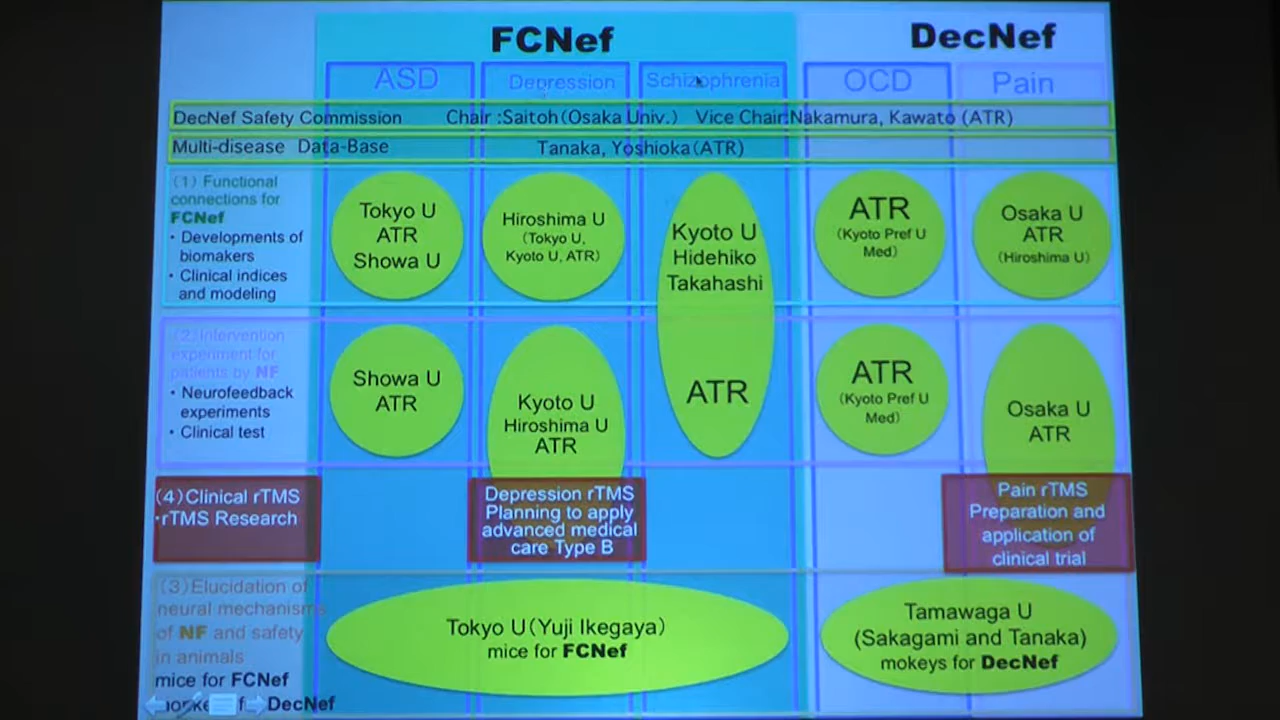 FCNef
DecNef
ASD
Depression
Schizophrenia
OCD
Pain
DecNef Safety Commission Chair :Saitoh(Osaka Univ.) Vice Chair:Nakamura, Kawato (ATR)
Multi-disease Data-Base Tanaka, Yoshioka(ATR)
(1) Functional
connections for
FCNef
・Developments of
biomakers
・Clinical indices
and modeling
Tokyo U
ATR
Showa U
Hiroshima U
(Tokyo U,
Kyoto U, ATR)
Kyoto U
Hidehiko
Takahashi
ATR
ATR
(Kyoto Pref U
Med)
Osaka U
ATR
(Hiroshima U)
(2)Intervention
experiment for
patients by NF
・Neurofeedback
experiments
・Clinical test
Showa U
ATR
Kyoto U
Hiroshima U
ATR
ATR
(Kyoto Pref U
Med)
Osaka U
ATR
(4)Clinical rTMS
・rTMS Research
Depression rTMS
Planning to apply
advanced medical
care Type B
Pain rTMS
Preparation and
application of
clinical trial
(3)Elucidation of
neural mechanisms
of NF and safety
in animals
mice for FCNef
DecNef
Tokyo U(Yuji Ikegaya)
mice for FCNef
Tamawaga U
(Sakagami and Tanaka)
mokeys for DecNef